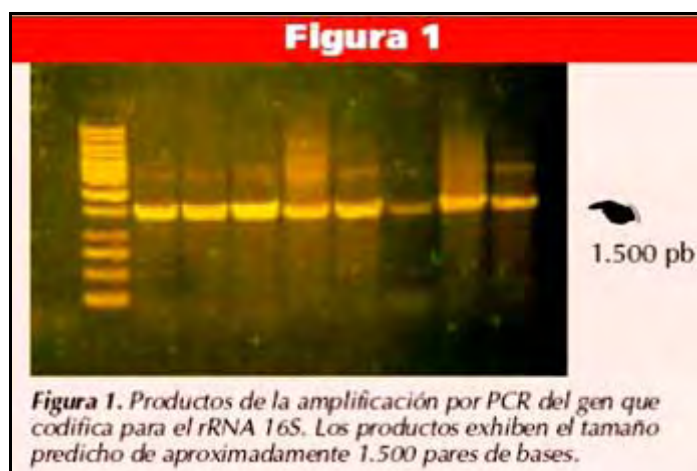 Figura 1
1.500 pb
Figura 1. Productos de la amplificación por PCR del gen que
codifica para el rRNA 16S. Los productos exhiben el tamaño
predicho de aproximadamente 1.500 pares de bases.